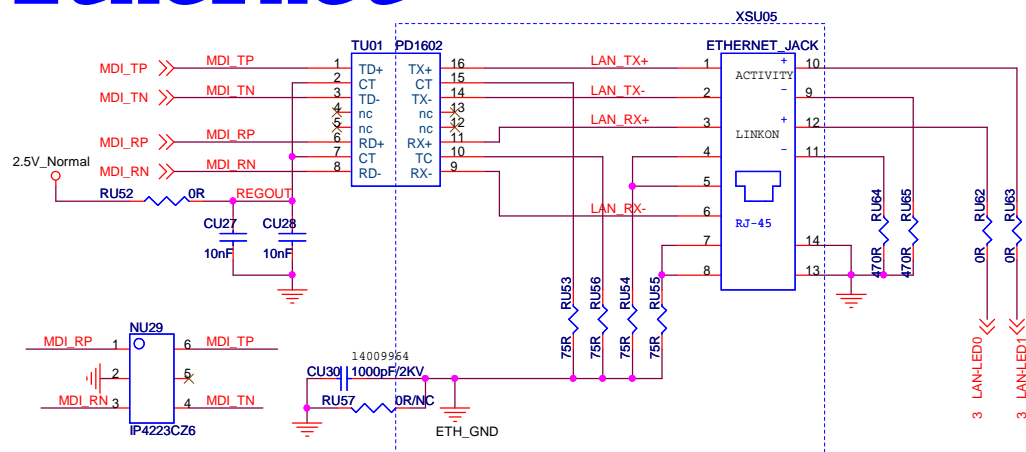 XSU05
TU01 PD1602 ETHERNET_JACK
MDI_TP MDI_TP 1 TD+ TX+ 16 LAN_TX+ 1 + 10
2 CT CT 15 ACTIVITY
MDI_TN MDI_TN 3 TD- TX- 14 LAN_TX- 2 - 9
4 nc nc 13
5 nc nc 12 LAN_RX+ 3 + 12
MDI_RP MDI_RP 6 RD+ RX+ 11 LINKON
7 CT TC 10 4 - 11
MDI_RN MDI_RN 8 RD- RX- 9
2.5V_Normal
RU52 0R REGOUT 5
LAN_RX- 6
RJ-45
CU27 CU28
10nF 10nF
7 14
8 13
RU64 RU65 RU62 RU63
470R 470R 0R 0R
RU53 RU56 RU54 RU55
75R 75R 75R 75R
NU29
MDI_RP 1 6 MDI_TP
2 5
MDI_RN 3 4 MDI_TN
IP4223CZ6
14009964
CU30 1000pF/2KV
RU57 0R/NC
ETH_GND
3 LAN-LED0
3 LAN-LED1